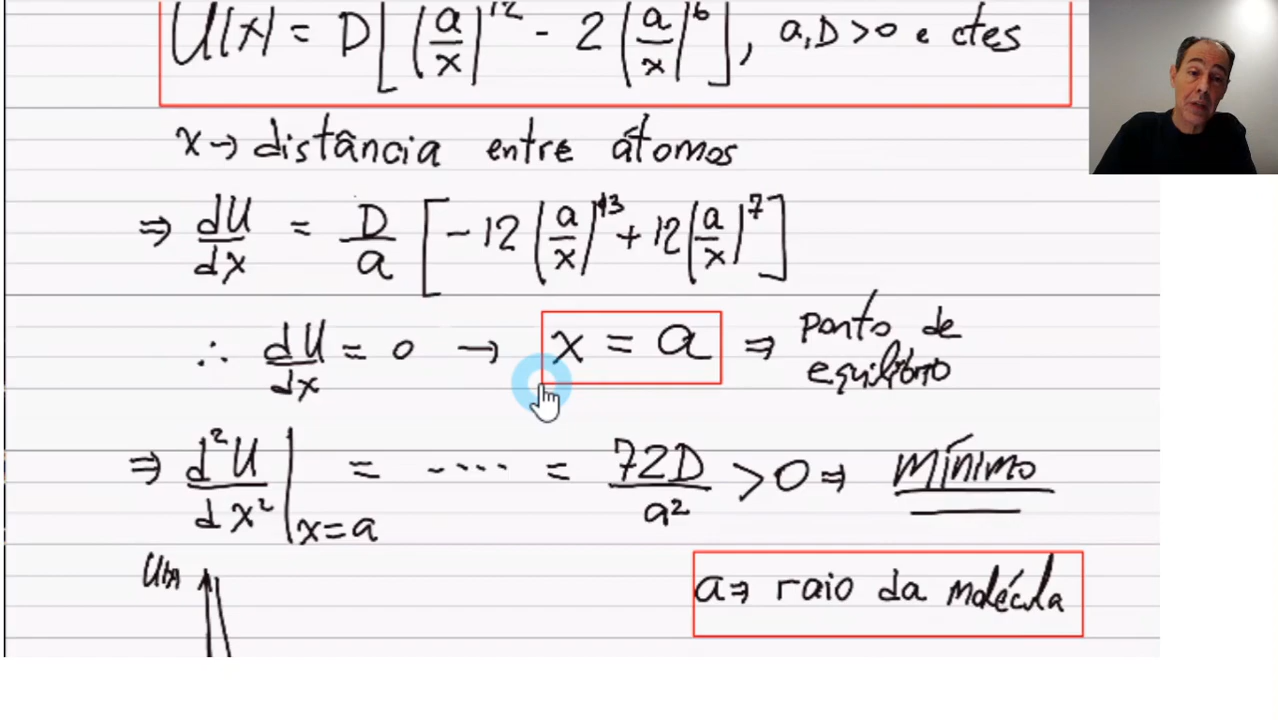 U(x) = D[(a/x)^12 - 2(a/x)^6], a,D > 0 e ctes
x → distância entre átomos
⇒ dU/dx = D/a [-12(a/x)^13 + 12(a/x)^7]
∴ dU/dx = 0 → x = a ⇒ ponto de equilíbrio
⇒ d²U/dx²|x=a = ..... = 72D/a² > 0 ⇒ mínimo
U(x)
a ⇒ raio da molécula